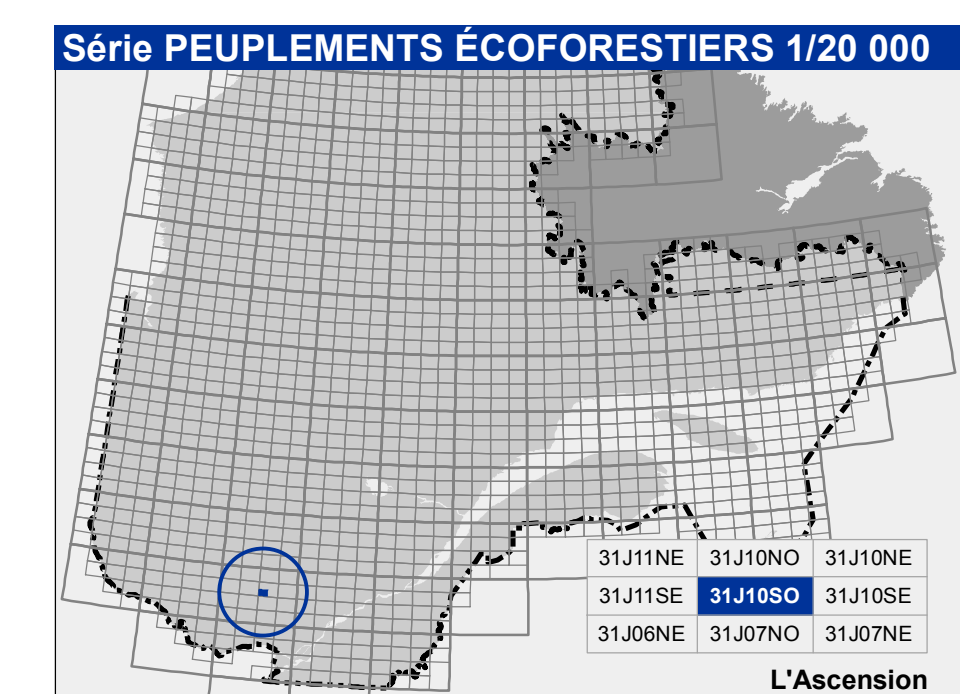 Série PEUPLEMENTS ÉCOFORESTIERS 1/20 000
31J11NE 31J10NO 31J10NE
31J11SE 31J10SO 31J10SE
31J06NE 31J07NO 31J07NE
L'Ascension